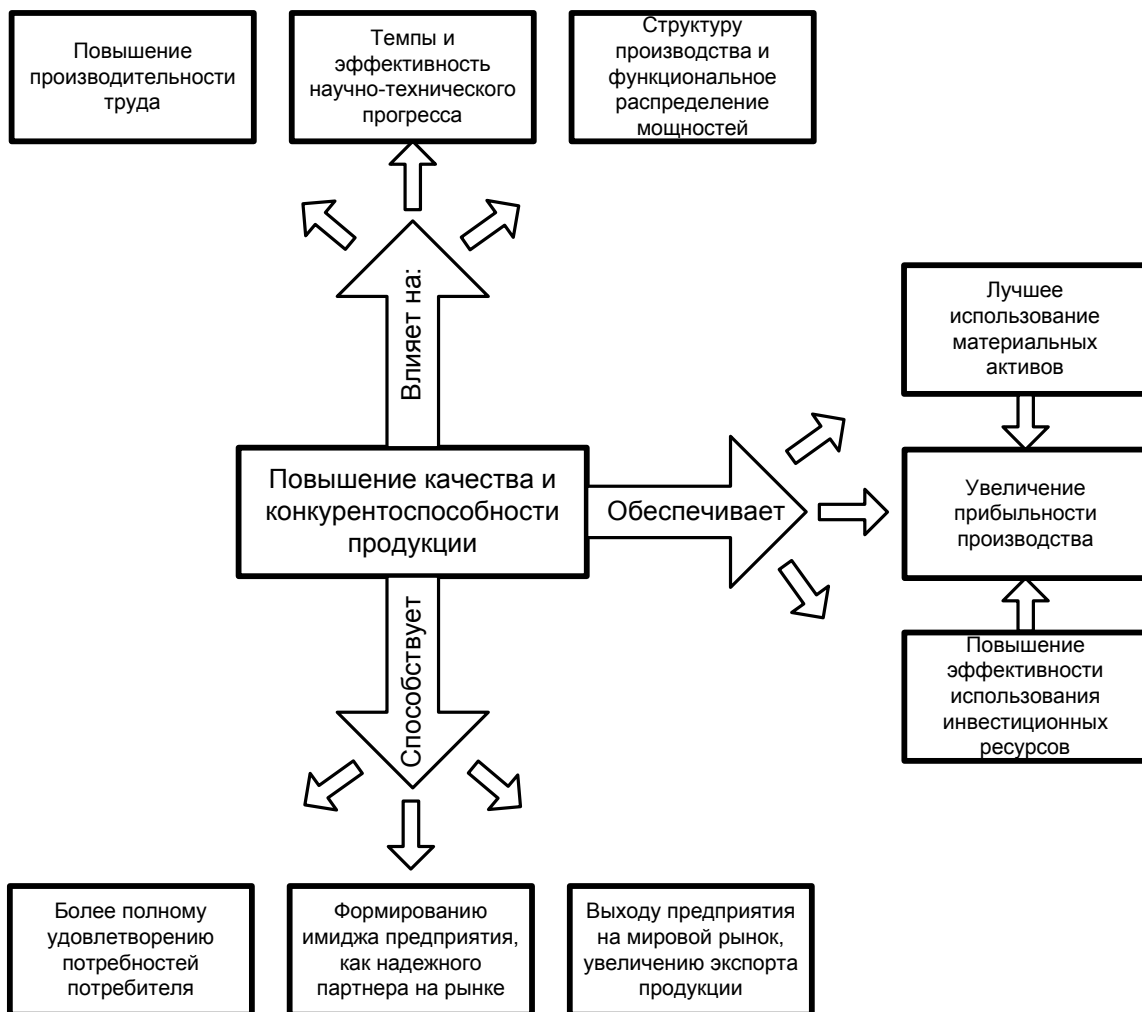 Повышение
производительности
труда
Темпы и
эффективность
научно-технического
прогресса
Структуру
производства и
функциональное
распределение
мощностей
Влияет на:
Лучшее
использование
материальных
активов
Повышение качества и
конкурентоспособности
продукции
Обеспечивает
Увеличение
прибыльности
производства
Способствует
Повышение
эффективности
использования
инвестиционных
ресурсов
Более полному
удовлетворению
потребностей
потребителя
Формированию
имиджа предприятия,
как надежного
партнера на рынке
Выходу предприятия
на мировой рынок,
увеличению экспорта
продукции